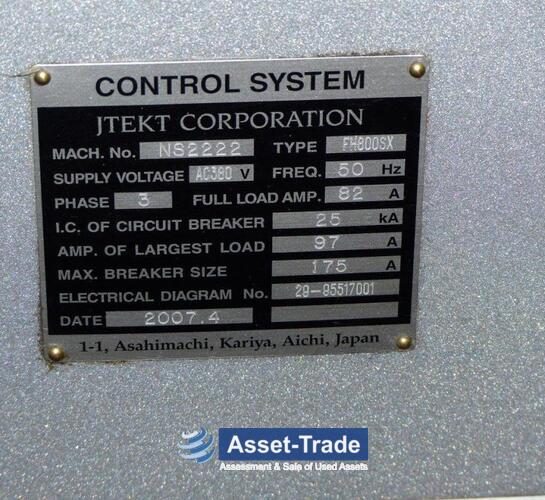 CONTROL SYSTEM
JTEKT CORPORATION
MACH. No. NS2222 TYPE FH800SX
SUPPLY VOLTAGE AC380 V FREQ. 50 Hz
PHASE 3 FULL LOAD AMP. 82 A
I.C. OF CIRCUIT BREAKER 25 kA
AMP. OF LARGEST LOAD 97 A
MAX. BREAKER SIZE 175 A
ELECTRICAL DIAGRAM No. 29-95517001
DATE 2007.4
1-1, Asahimachi, Kariya, Aichi, Japan
Asset-Trade
Assessment & Sale of Used Assets